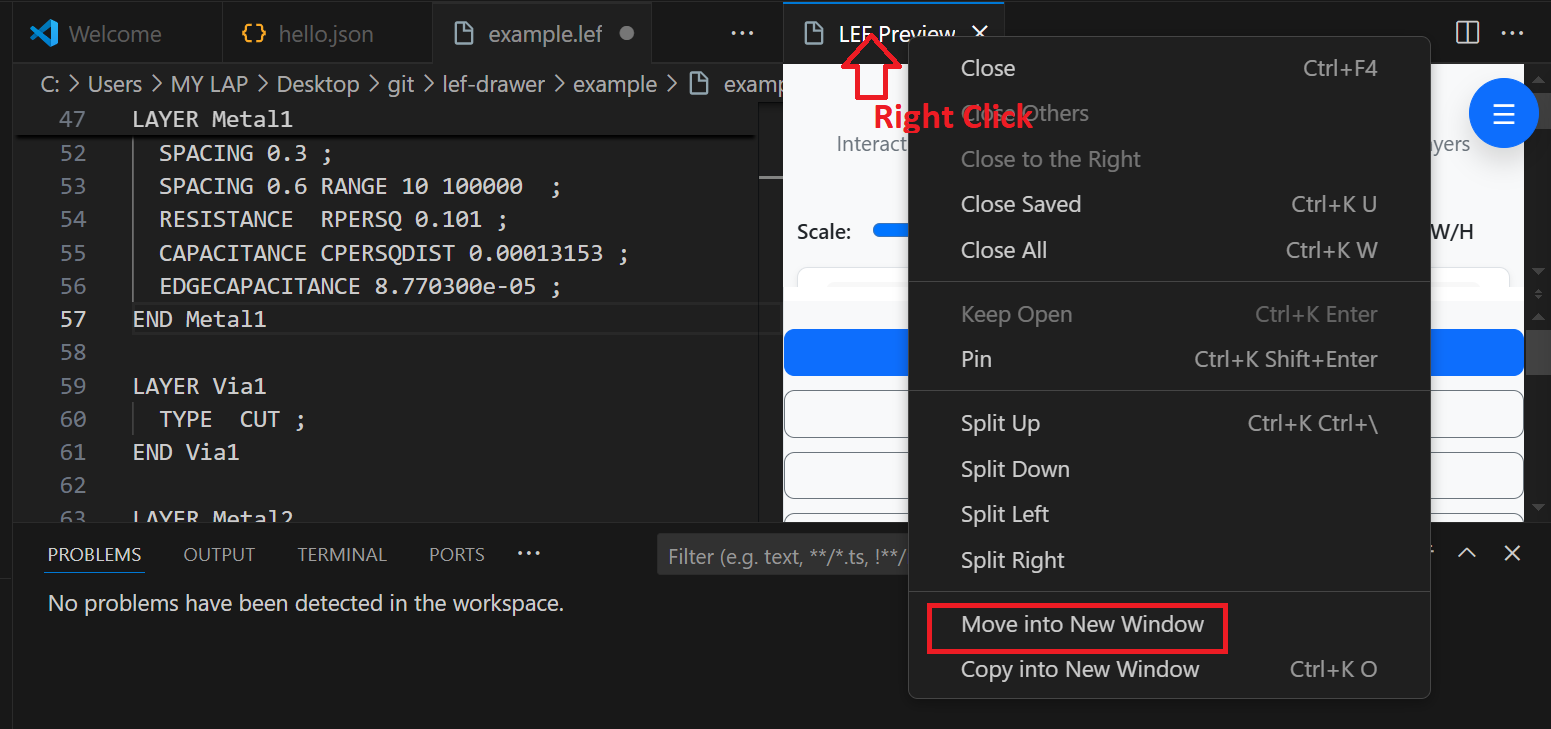 Welcome
{} hello.json
example.lef
...
LEF Preview
...
C: > Users > MY LAP > Desktop > git > lef-drawer > example > examp
47 LAYER Metal1
52 SPACING 0.3 ;
53 SPACING 0.6 RANGE 10 100000 ;
54 RESISTANCE RPERSQ 0.101 ;
55 CAPACITANCE CPERSQDIST 0.00013153 ;
56 EDGECAPACITANCE 8.770300e-05 ;
57 END Metal1
58
59 LAYER Via1
60 TYPE CUT ;
61 END Via1
62
63 LAYER Metal2
Right Click
Interact
yers
Scale:
W/H
Close Ctrl+F4
Close Others
Close to the Right
Close Saved Ctrl+K U
Close All Ctrl+K W
Keep Open Ctrl+K Enter
Pin Ctrl+K Shift+Enter
Split Up Ctrl+K Ctrl+\
Split Down
Split Left
Split Right
Move into New Window
Copy into New Window Ctrl+K O
PROBLEMS OUTPUT TERMINAL PORTS ...
Filter (e.g. text, **/*.ts, !**/
No problems have been detected in the workspace.